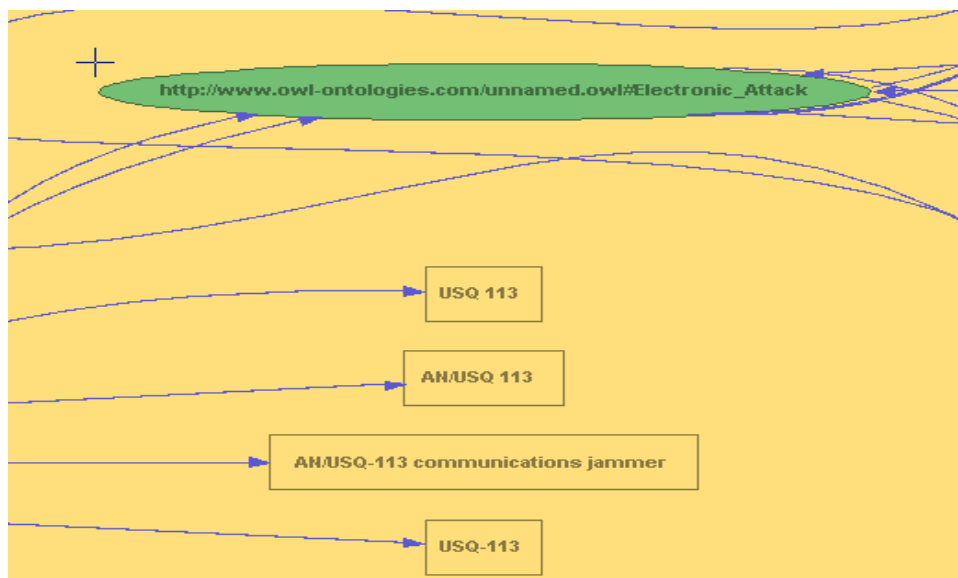 http://www.owl-ontologies.com/unnamed.owl#Electronic_Attack
USQ 113
AN/USQ 113
AN/USQ-113 communications jammer
USQ-113